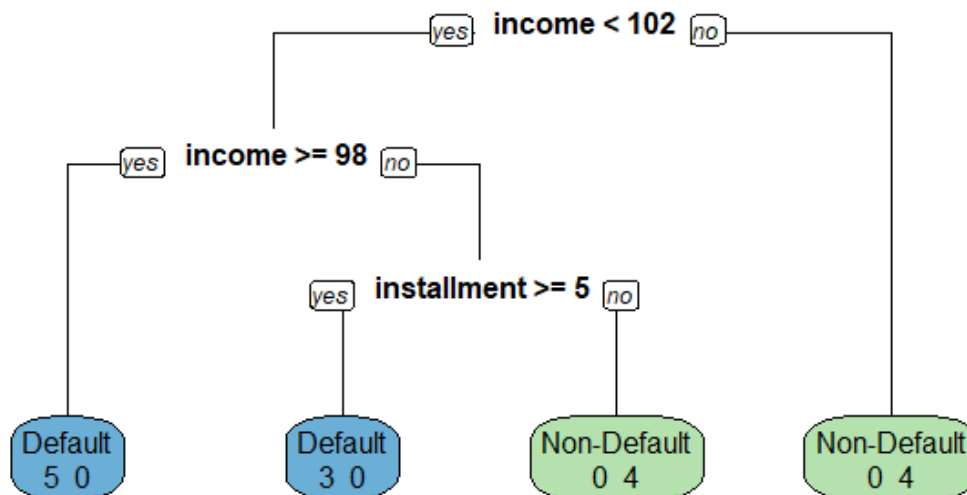 yes income < 102 no
yes income >= 98 no
yes installment >= 5 no
Default
5 0
Default
3 0
Non-Default
0 4
Non-Default
0 4